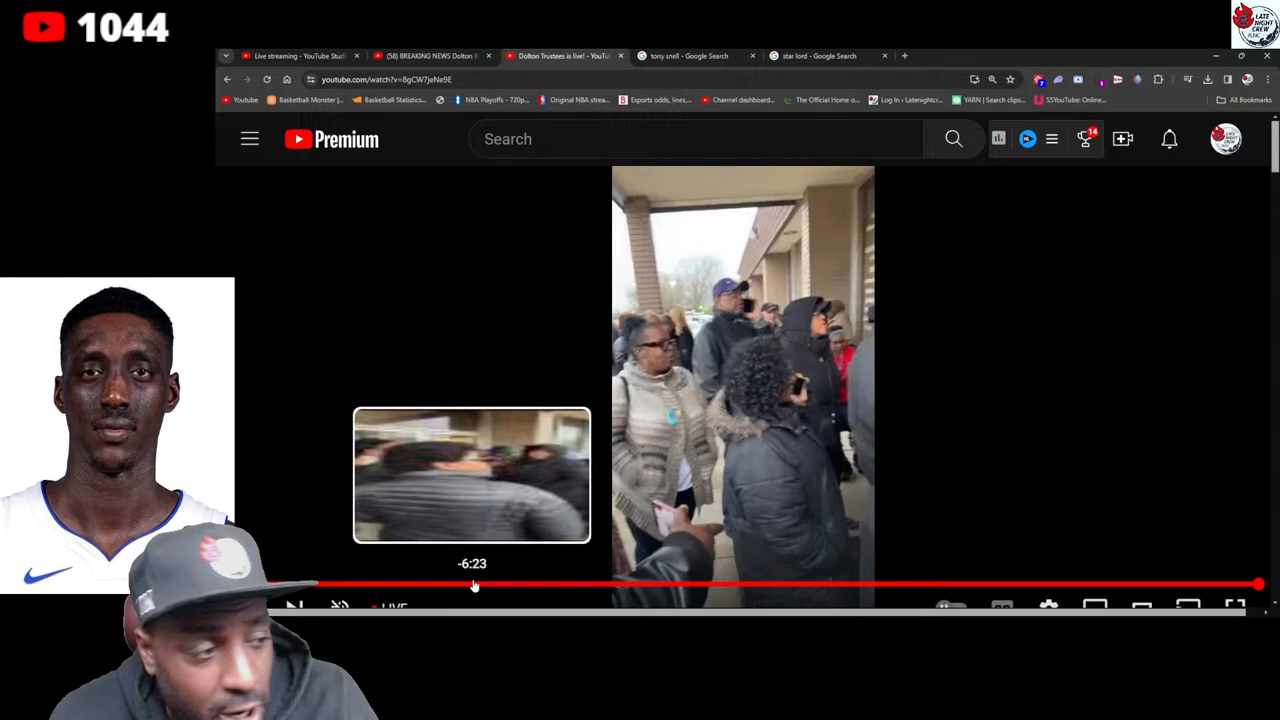 1044
LATE
NIGHT
CREW
Live streaming - YouTube Stud
(58) BREAKING NEWS Dolton B
Dolton Trustees is live! - YouTu
tony snell - Google Search
star lord - Google Search
youtube.com/watch?v=8gCW7jeNe9E
Youtube
Basketball Monster |
Basketball Statistics...
NBA Playoffs - 720p...
Original NBA strea...
Esports odds, lines,...
Channel dashboard...
The Official Home o...
Log In ‹ Latenightcr...
YARN | Search clips...
SSYouTube: Online...
All Bookmarks
Premium
Search
14
-6:23
LIVE